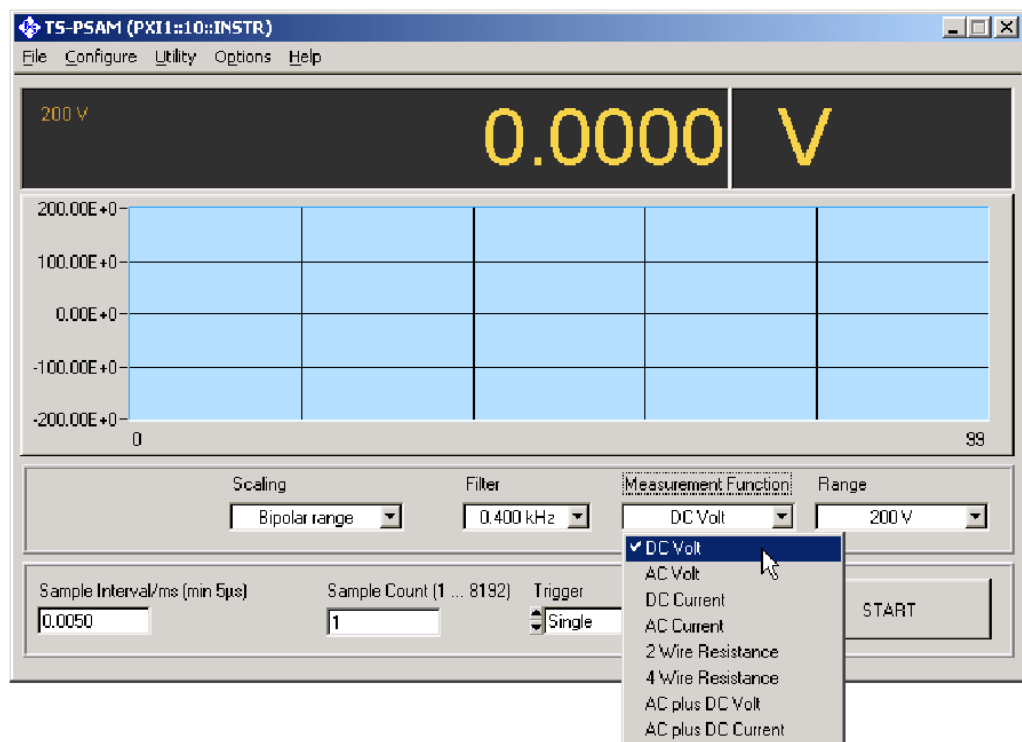 TS-PSAM (PXI1::10::INSTR)
File Configure Utility Options Help
200 V 0.0000 V
200.00E+0
100.00E+0
0.00E+0
-100.00E+0
-200.00E+0
0 99
Scaling Filter Measurement Function Range
Bipolar range 0.400 kHz DC Volt 200 V
DC Volt
AC Volt
DC Current
AC Current
2 Wire Resistance
4 Wire Resistance
AC plus DC Volt
AC plus DC Current
Sample Interval/ms (min 5µs) Sample Count (1 ... 8192) Trigger
0.0050 1 Single START